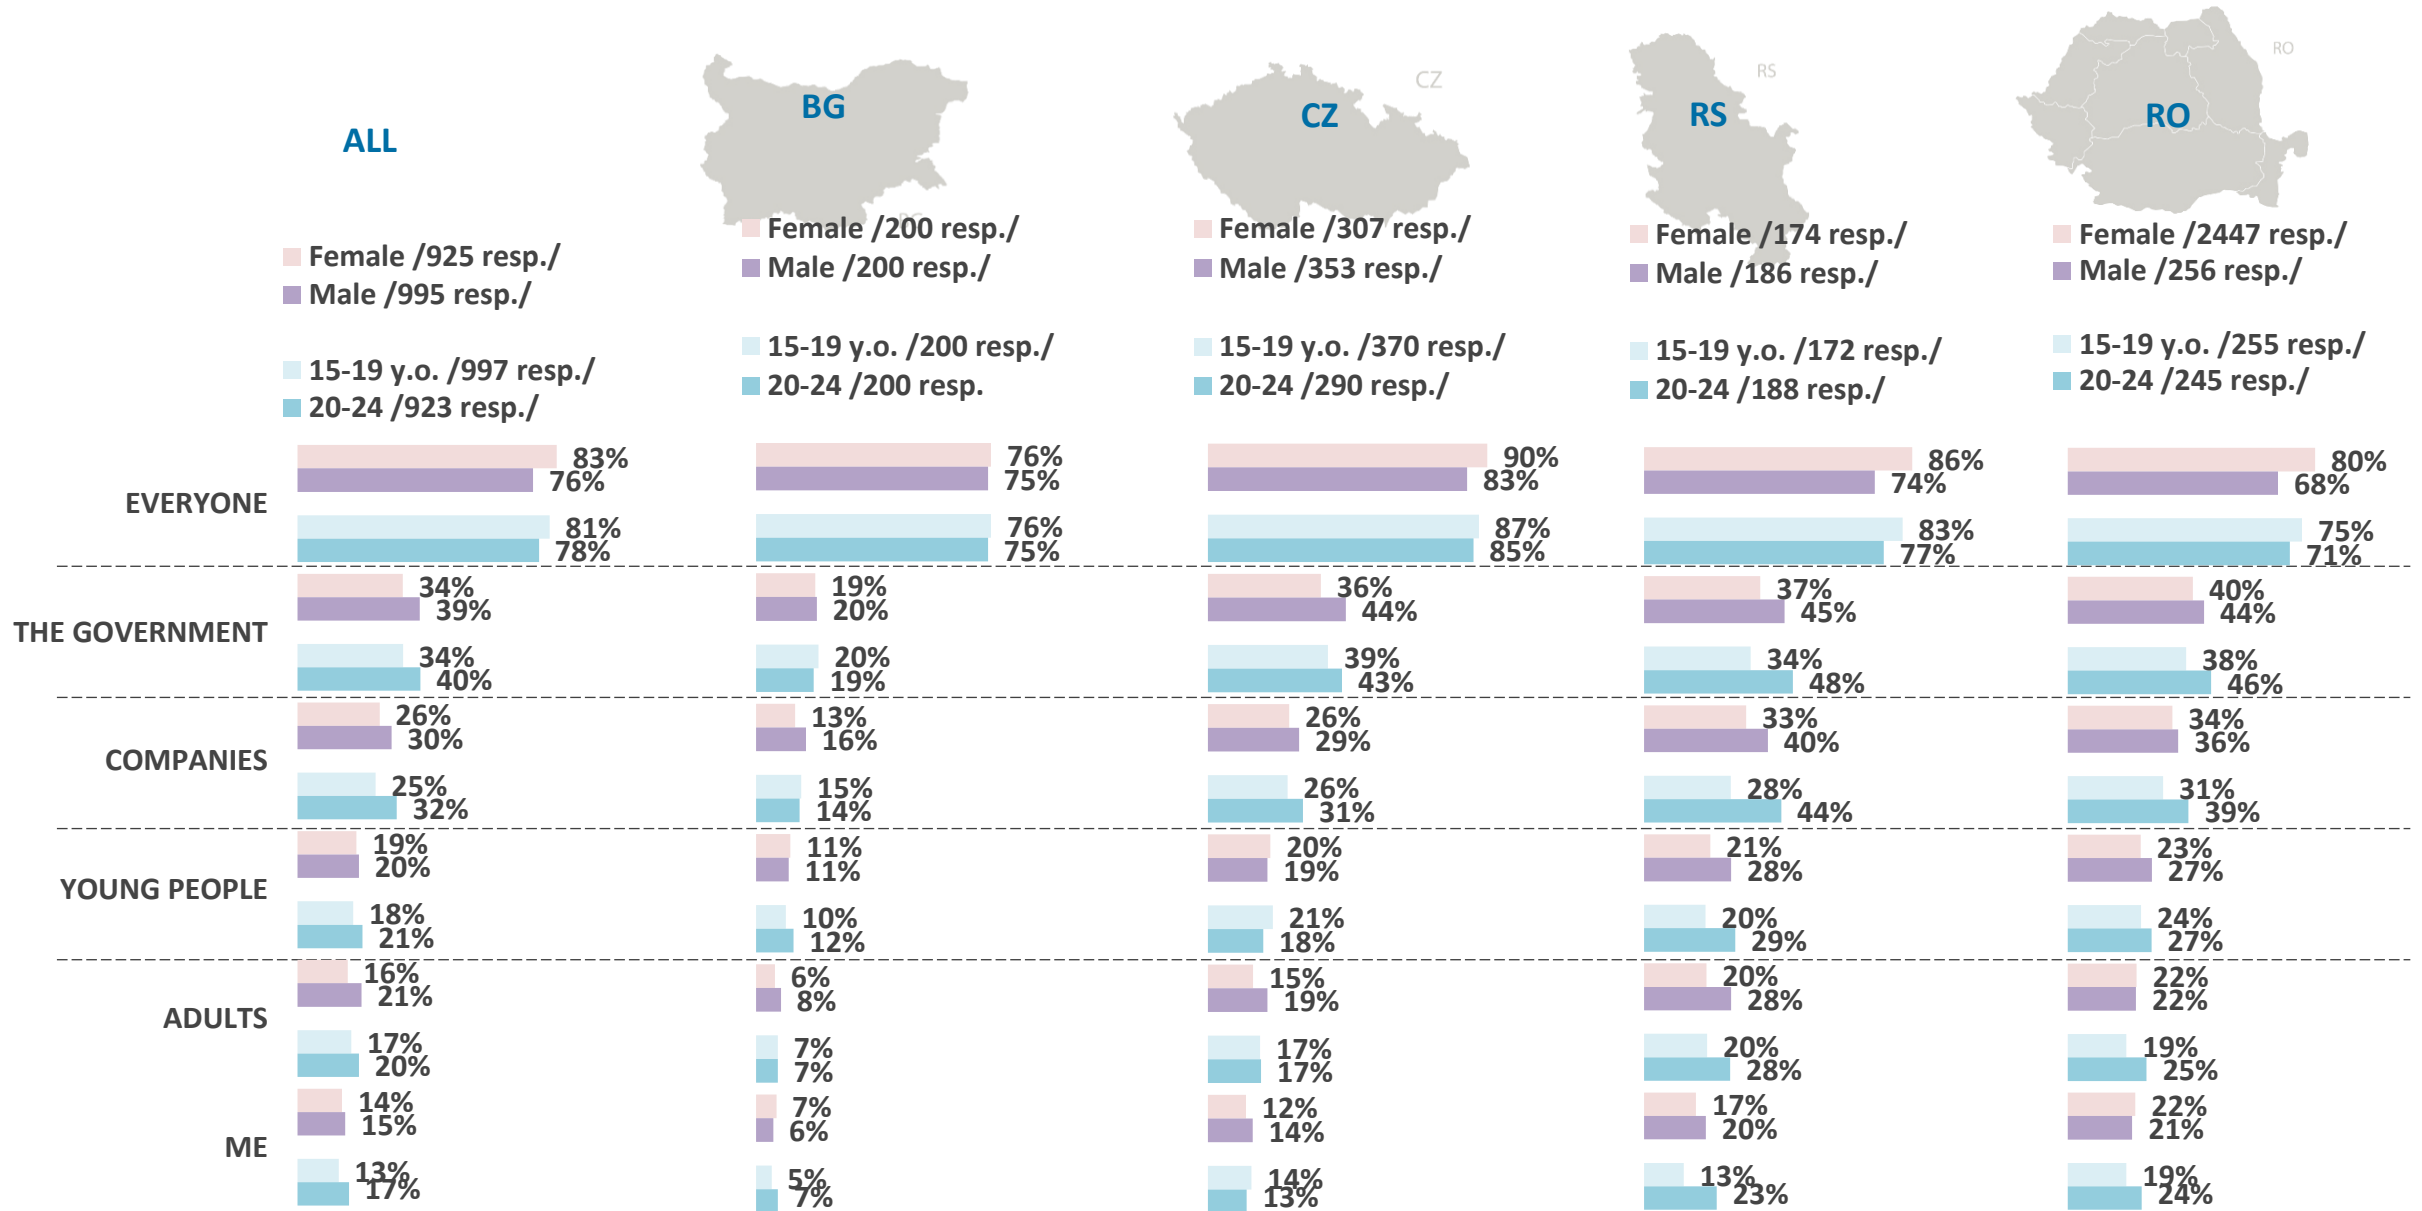 ALL
BG
BG
CZ
CZ
RS
RS
RO
RO
Female /925 resp./
Male /995 resp./
15-19 y.o. /997 resp./
20-24 /923 resp./
Female /200 resp./
Male /200 resp./
15-19 y.o. /200 resp./
20-24 /200 resp.
Female /307 resp./
Male /353 resp./
15-19 y.o. /370 resp./
20-24 /290 resp./
Female /174 resp./
Male /186 resp./
15-19 y.o. /172 resp./
20-24 /188 resp./
Female /2447 resp./
Male /256 resp./
15-19 y.o. /255 resp./
20-24 /245 resp./
EVERYONE
83% 76% 90% 86% 80%
76% 75% 83% 74% 68%
81% 76% 87% 83% 75%
78% 75% 85% 77% 71%
THE GOVERNMENT
34% 19% 36% 37% 40%
39% 20% 44% 45% 44%
34% 20% 39% 34% 38%
40% 19% 43% 48% 46%
COMPANIES
26% 13% 26% 33% 34%
30% 16% 29% 40% 36%
25% 15% 26% 28% 31%
32% 14% 31% 44% 39%
YOUNG PEOPLE
19% 11% 20% 21% 23%
20% 11% 19% 28% 27%
18% 10% 21% 20% 24%
21% 12% 18% 29% 27%
ADULTS
16% 6% 15% 20% 22%
21% 8% 19% 28% 22%
17% 7% 17% 20% 19%
20% 7% 17% 28% 25%
ME
14% 7% 12% 17% 22%
15% 6% 14% 20% 21%
13% 5% 14% 13% 19%
17% 7% 13% 23% 24%